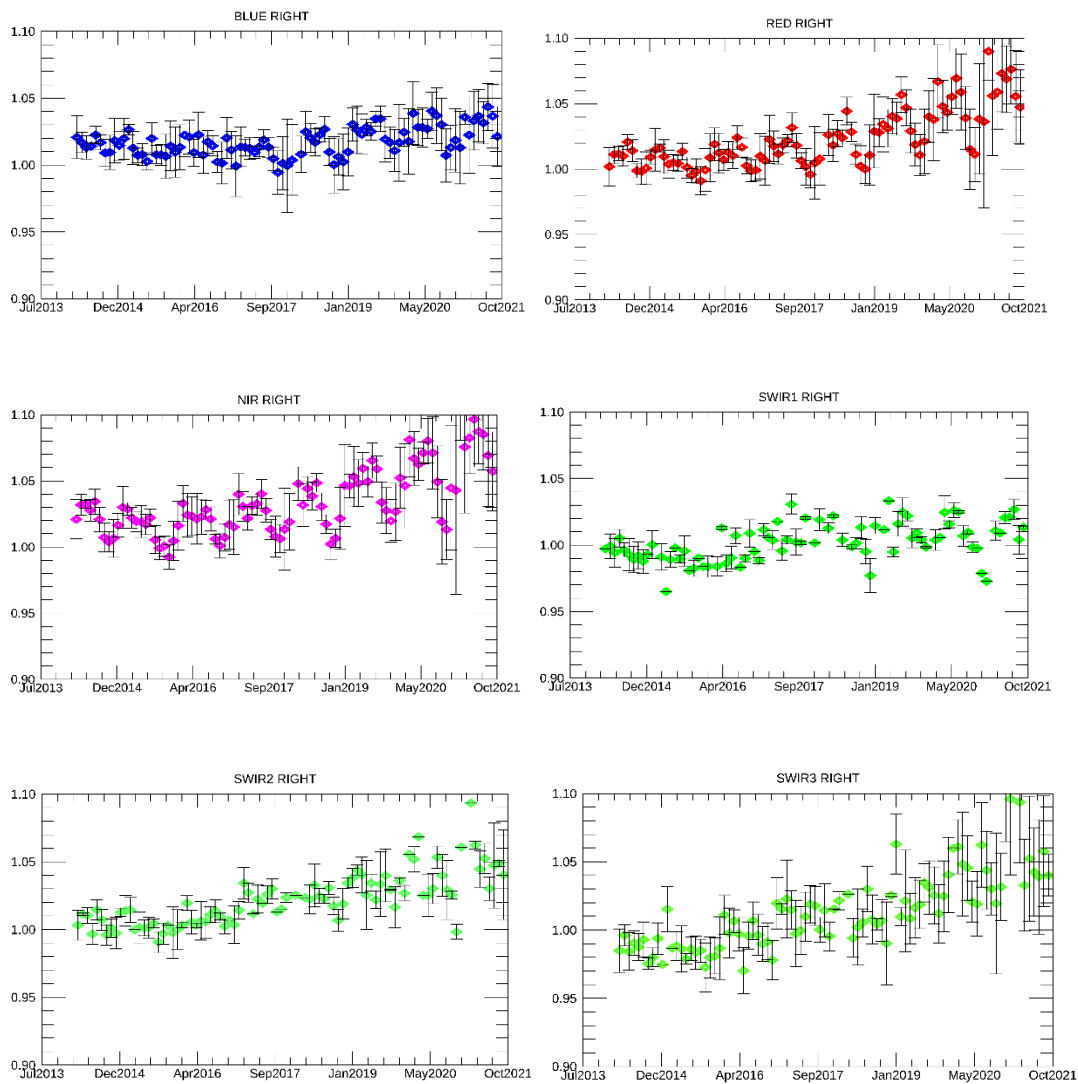 BLUE RIGHT
1.10
1.05
1.00
0.95
0.90
Jul2013 Dec2014 Apr2016 Sep2017 Jan2019 May2020 Oct2021
RED RIGHT
1.10
1.05
1.00
0.95
0.90
Jul2013 Dec2014 Apr2016 Sep2017 Jan2019 May2020 Oct2021
NIR RIGHT
1.10
1.05
1.00
0.95
0.90
Jul2013 Dec2014 Apr2016 Sep2017 Jan2019 May2020 Oct2021
SWIR1 RIGHT
1.10
1.05
1.00
0.95
0.90
Jul2013 Dec2014 Apr2016 Sep2017 Jan2019 May2020 Oct2021
SWIR2 RIGHT
1.10
1.05
1.00
0.95
0.90
Jul2013 Dec2014 Apr2016 Sep2017 Jan2019 May2020 Oct2021
SWIR3 RIGHT
1.10
1.05
1.00
0.95
0.90
Jul2013 Dec2014 Apr2016 Sep2017 Jan2019 May2020 Oct2021